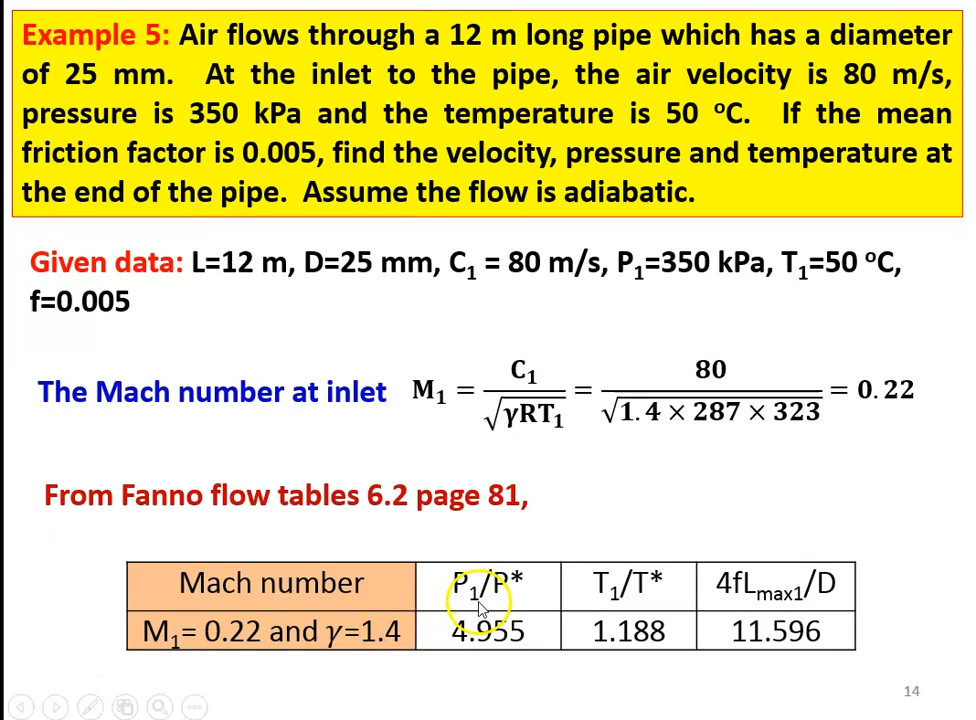 Example 5: Air flows through a 12 m long pipe which has a diameter
of 25 mm. At the inlet to the pipe, the air velocity is 80 m/s,
pressure is 350 kPa and the temperature is 50 °C. If the mean
friction factor is 0.005, find the velocity, pressure and temperature at
the end of the pipe. Assume the flow is adiabatic.
Given data: L=12 m, D=25 mm, C₁ = 80 m/s, P₁=350 kPa, T₁=50 °C,
f=0.005
The Mach number at inlet M₁ = C₁/√(γRT₁) = 80/√(1.4 × 287 × 323) = 0.22
From Fanno flow tables 6.2 page 81,
Mach number P₁/P* T₁/T* 4fLmax1/D
M₁= 0.22 and γ=1.4 4.955 1.188 11.596
14